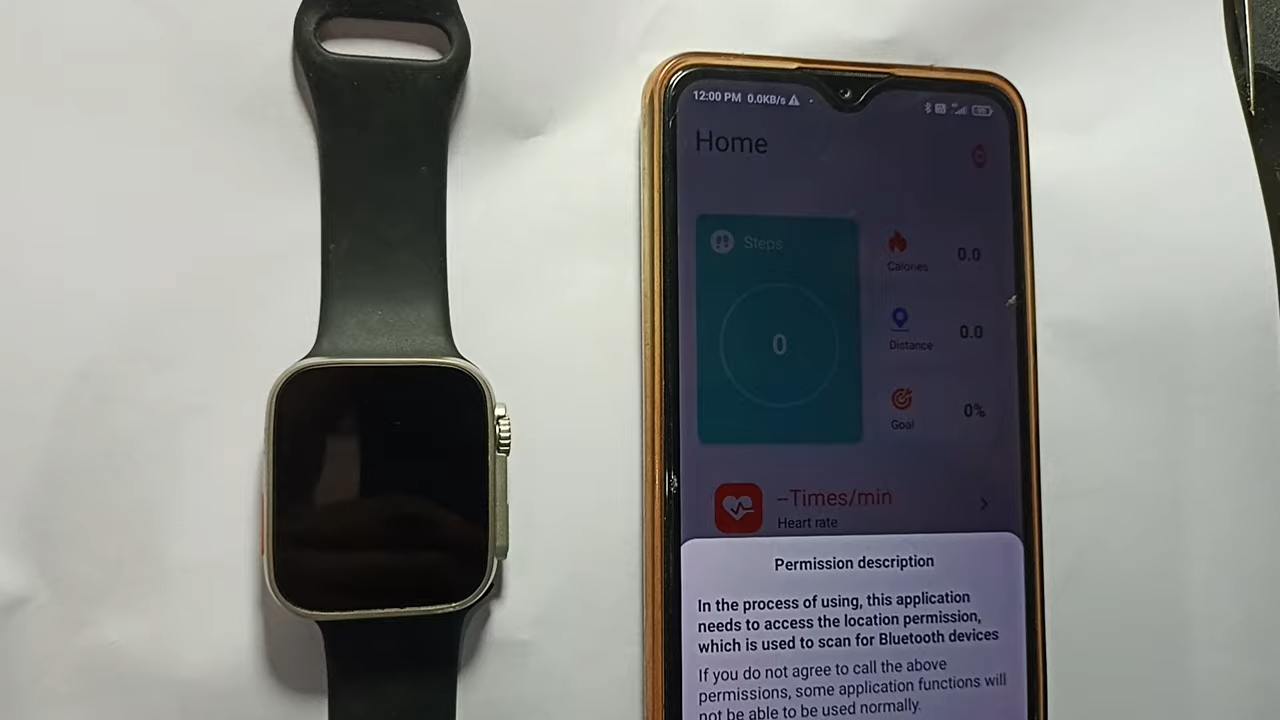 12:00 PM 0.0KB/s
Home
Steps
0
Calories 0.0
Distance 0.0
Goal 0%
--Times/min
Heart rate
Permission description
In the process of using, this application
needs to access the location permission,
which is used to scan for Bluetooth devices
If you do not agree to call the above
permissions, some application functions will
not be able to be used normally.